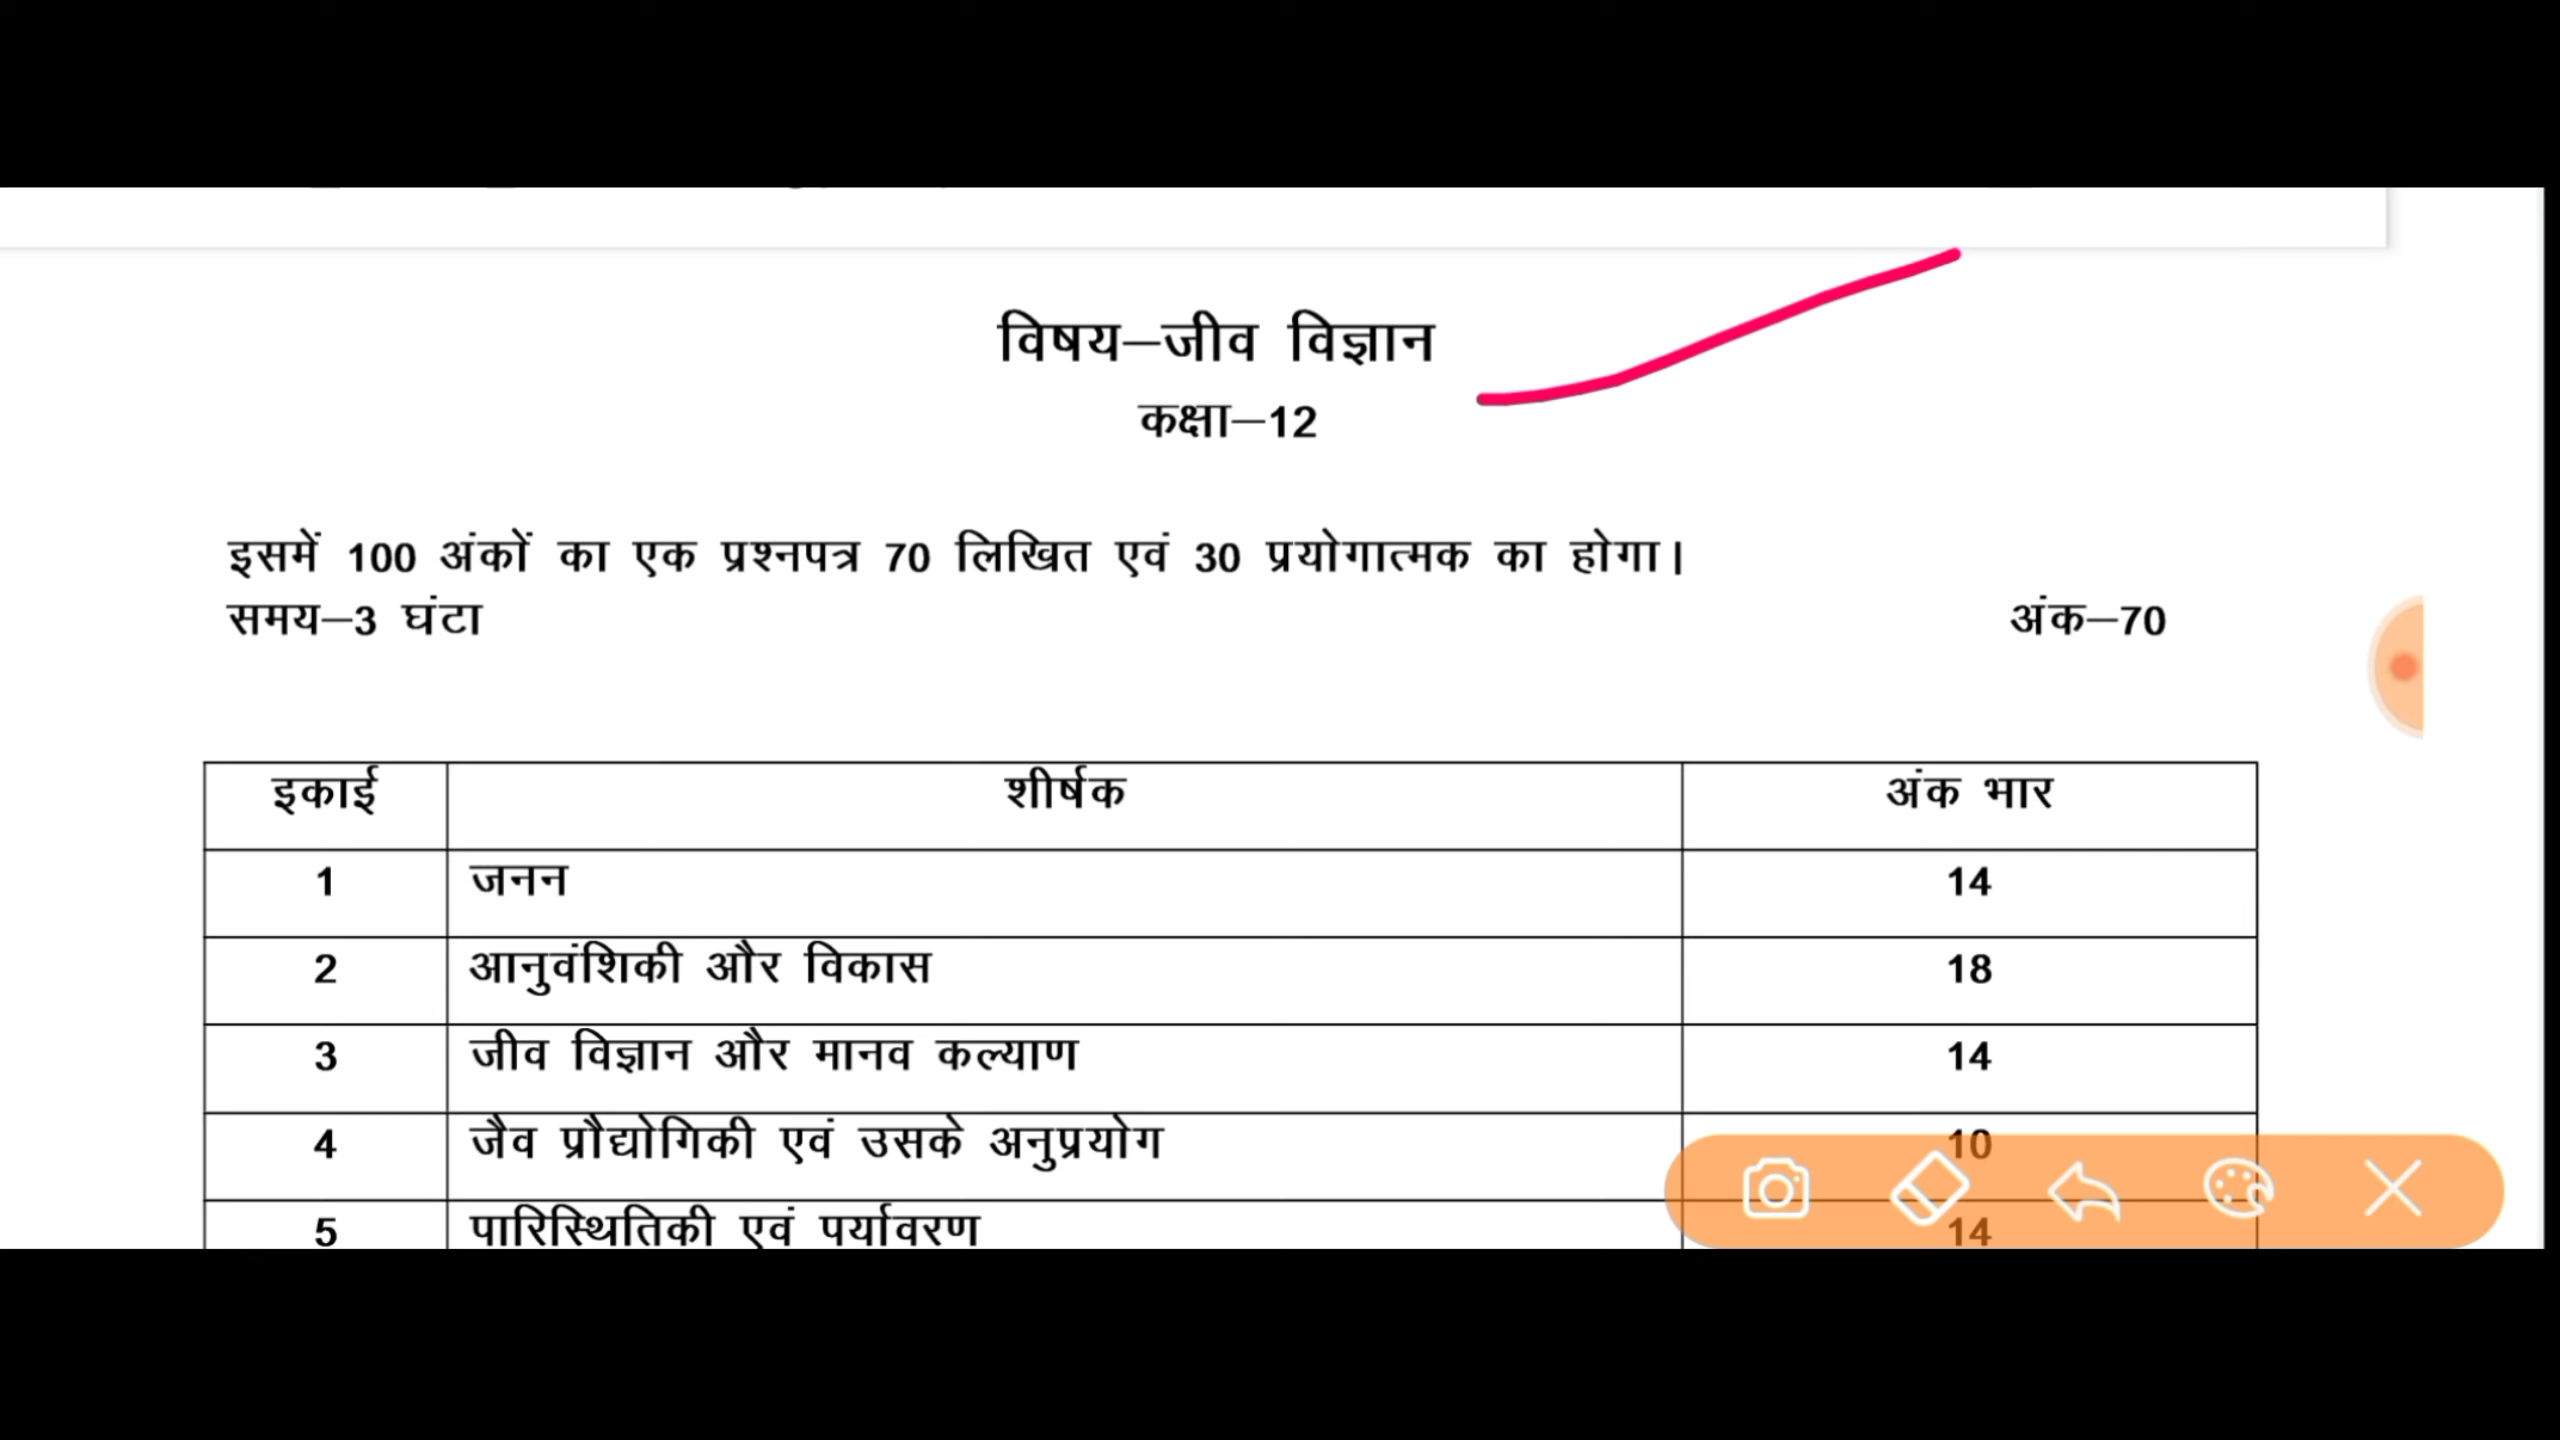 विषय–जीव विज्ञान
कक्षा–12
इसमें 100 अंकों का एक प्रश्नपत्र 70 लिखित एवं 30 प्रयोगात्मक का होगा।
समय–3 घंटा अंक–70
इकाई शीर्षक अंक भार
1 जनन 14
2 आनुवंशिकी और विकास 18
3 जीव विज्ञान और मानव कल्याण 14
4 जैव प्रौद्योगिकी एवं उसके अनुप्रयोग 10
5 पारिस्थितिकी एवं पर्यावरण 14